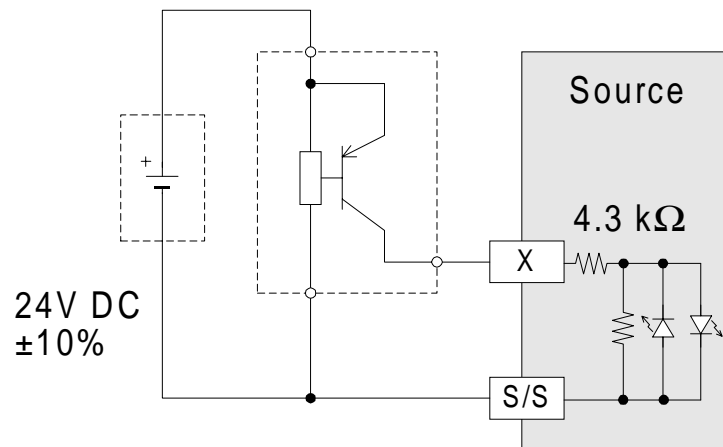 Source
+
4.3 kΩ
X
24V DC
±10%
S/S